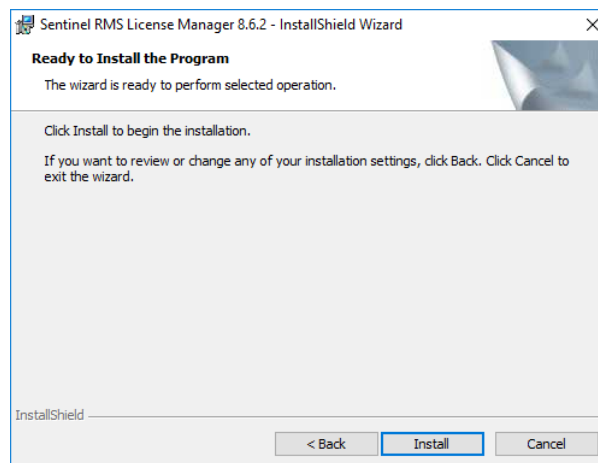 Sentinel RMS License Manager 8.6.2 - InstallShield Wizard
Ready to Install the Program
The wizard is ready to perform selected operation.
Click Install to begin the installation.
If you want to review or change any of your installation settings, click Back. Click Cancel to
exit the wizard.
InstallShield
< Back Install Cancel